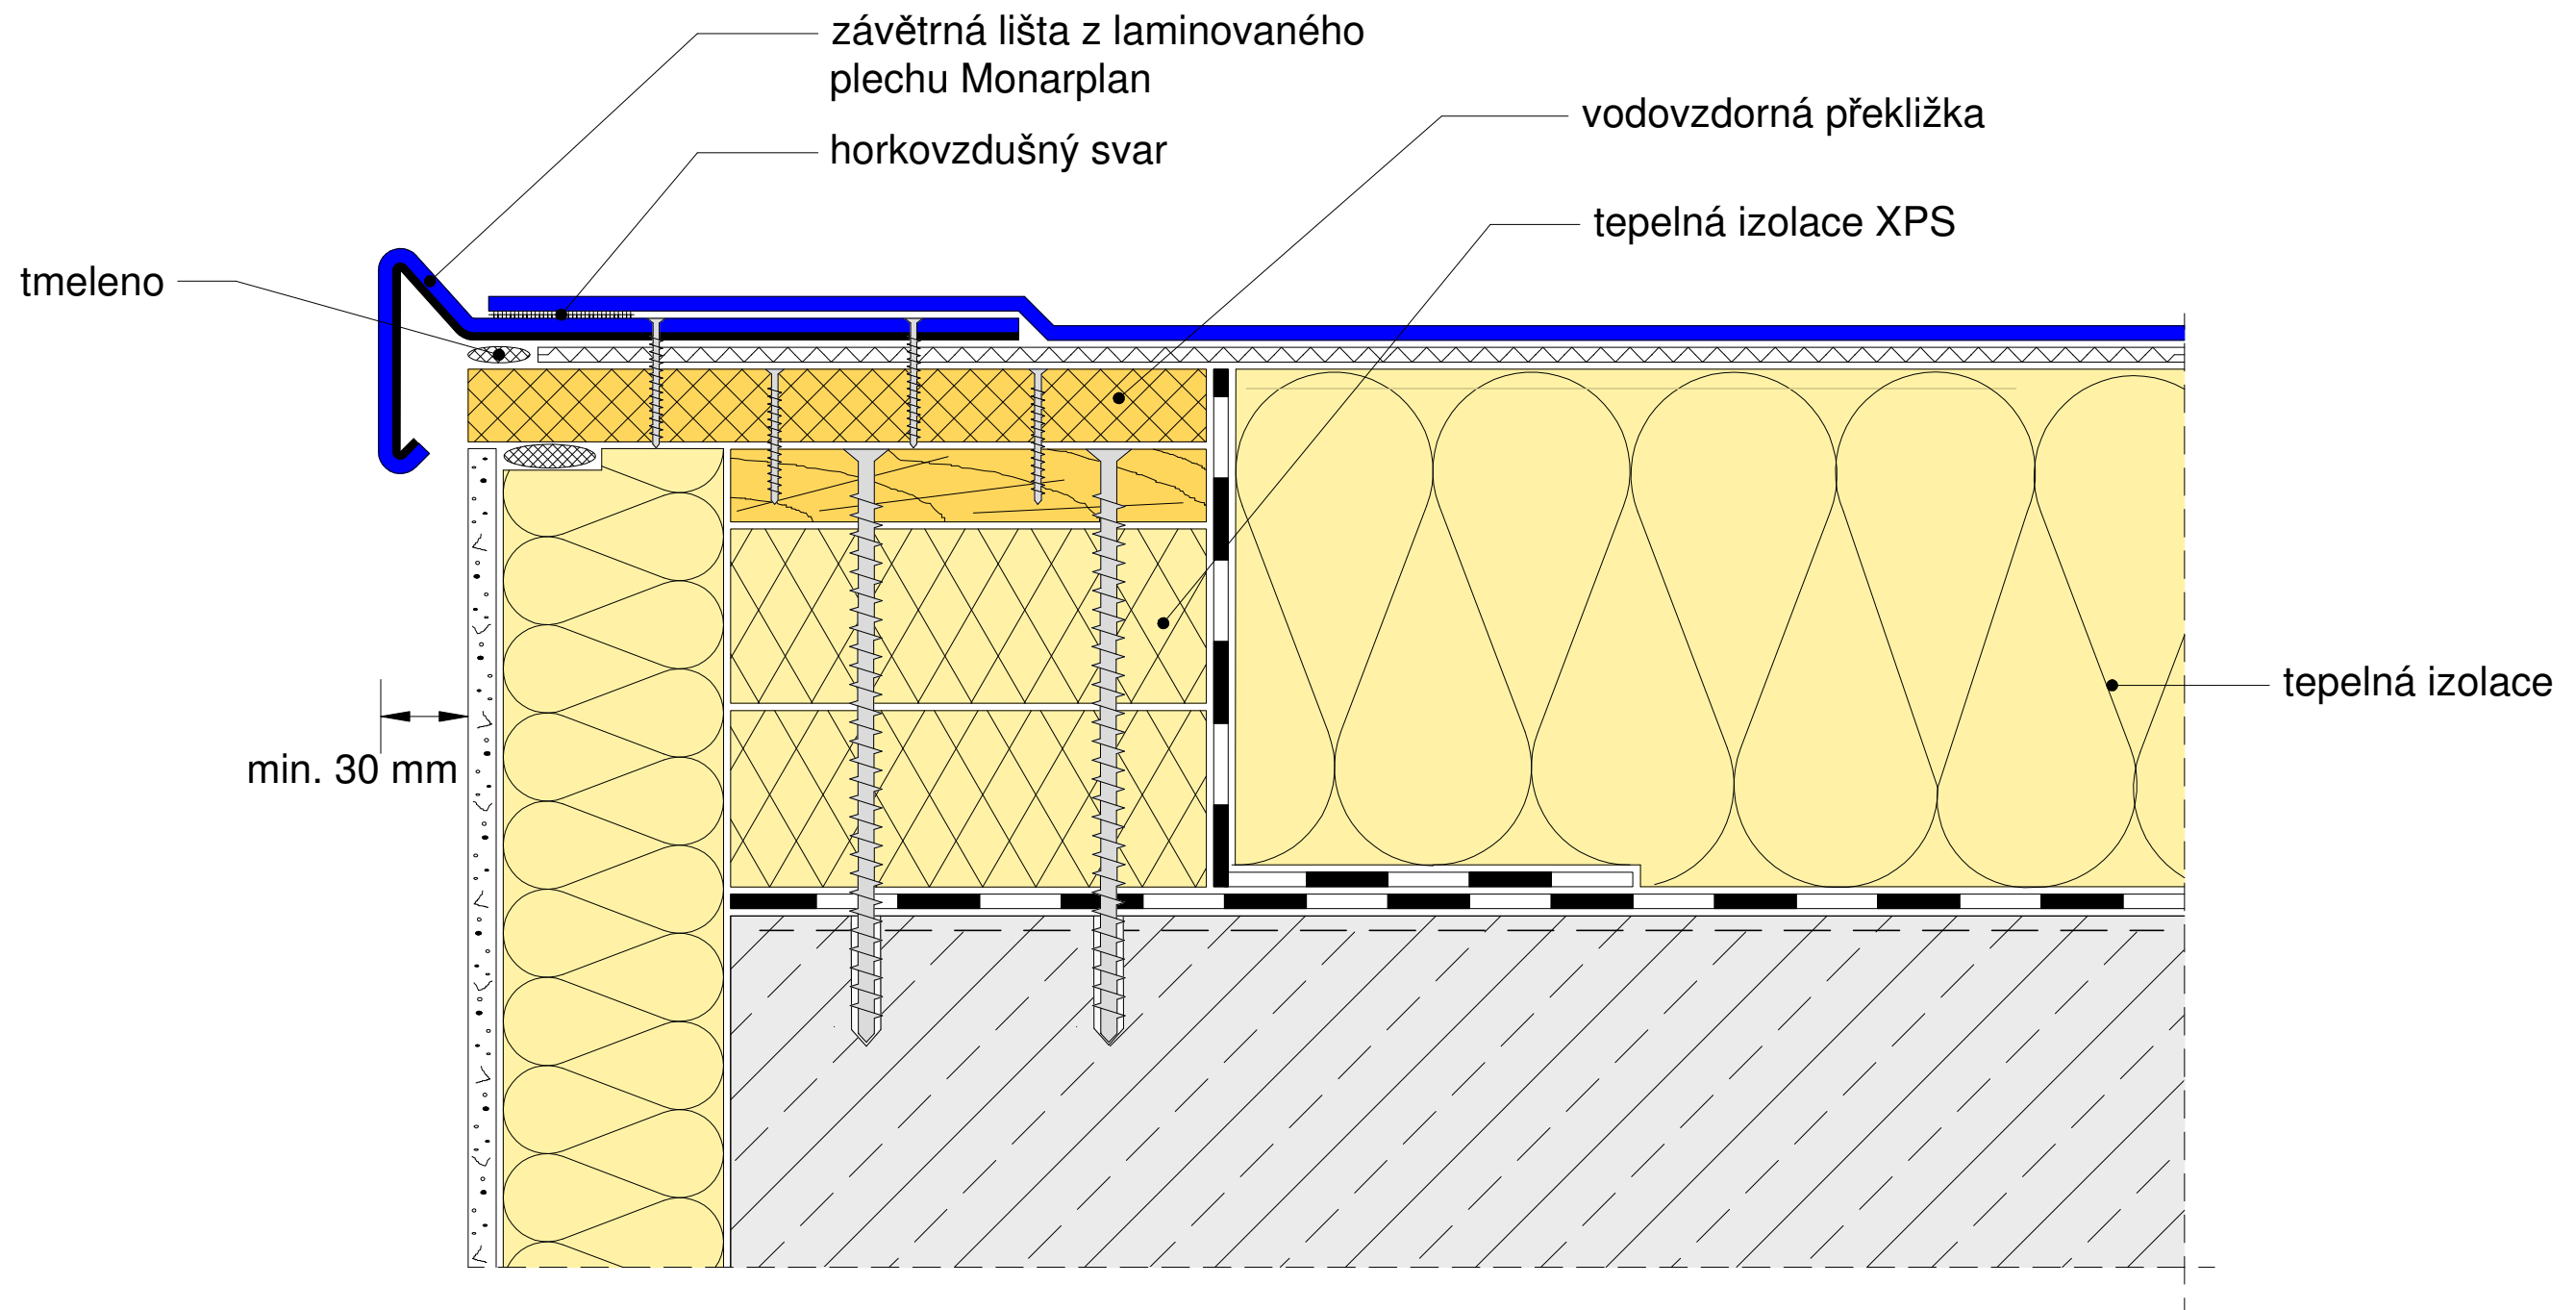 závětrná lišta z laminovaného
plechu Monarplan
vodovzdorná překližka
horkovzdušný svar
tepelná izolace XPS
tmeleno
tepelná izolace
min. 30 mm